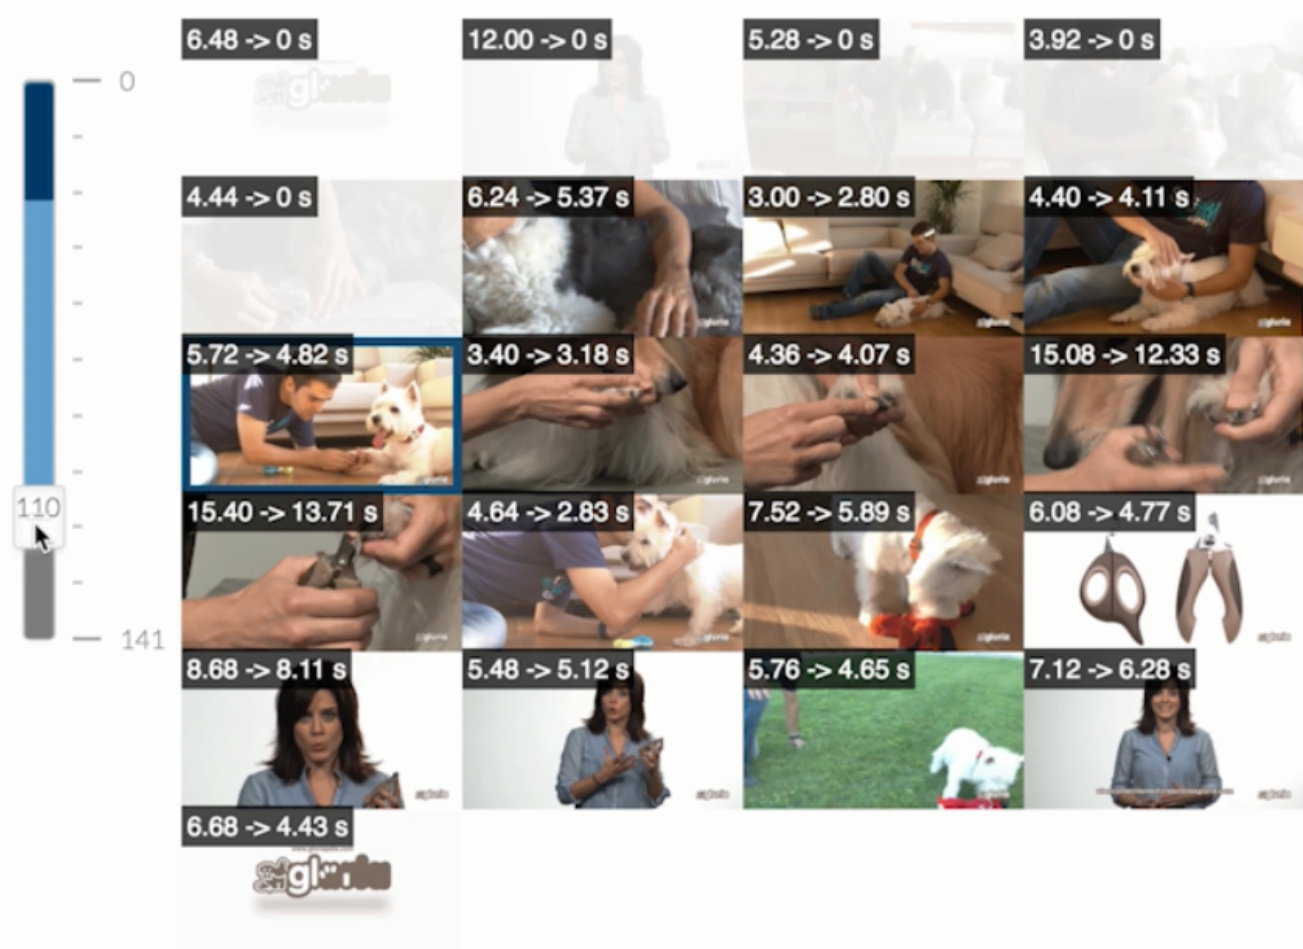 0
110
141
6.48 -> 0 s
12.00 -> 0 s
5.28 -> 0 s
3.92 -> 0 s
4.44 -> 0 s
6.24 -> 5.37 s
3.00 -> 2.80 s
4.40 -> 4.11 s
5.72 -> 4.82 s
3.40 -> 3.18 s
4.36 -> 4.07 s
15.08 -> 12.33 s
15.40 -> 13.71 s
4.64 -> 2.83 s
7.52 -> 5.89 s
6.08 -> 4.77 s
8.68 -> 8.11 s
5.48 -> 5.12 s
5.76 -> 4.65 s
7.12 -> 6.28 s
6.68 -> 4.43 s